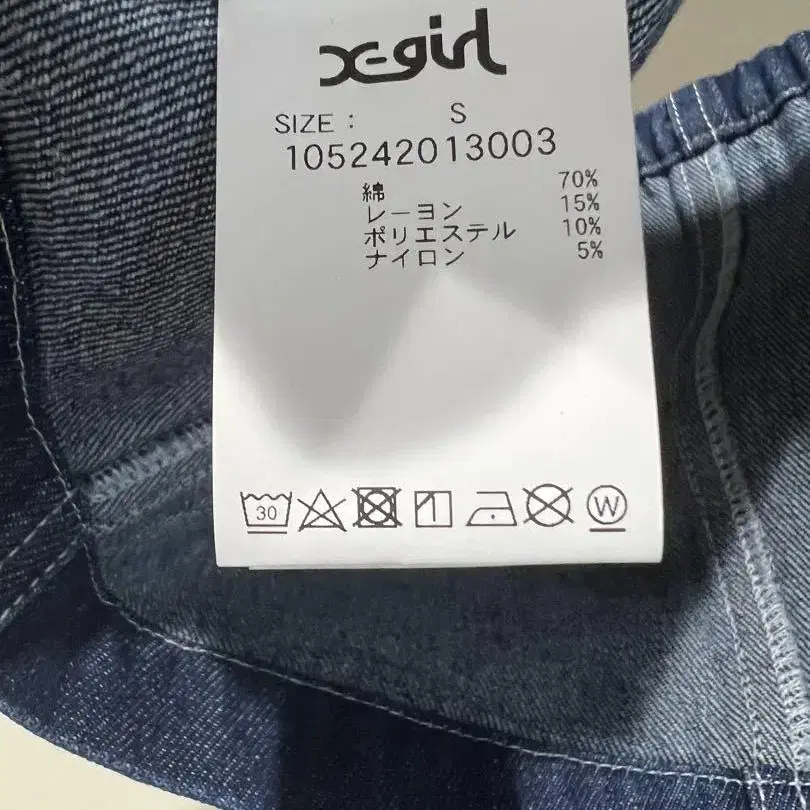 X-girl
SIZE : S
105242013003
綿 70%
レーヨン 15%
ポリエステル 10%
ナイロン 5%
30 W